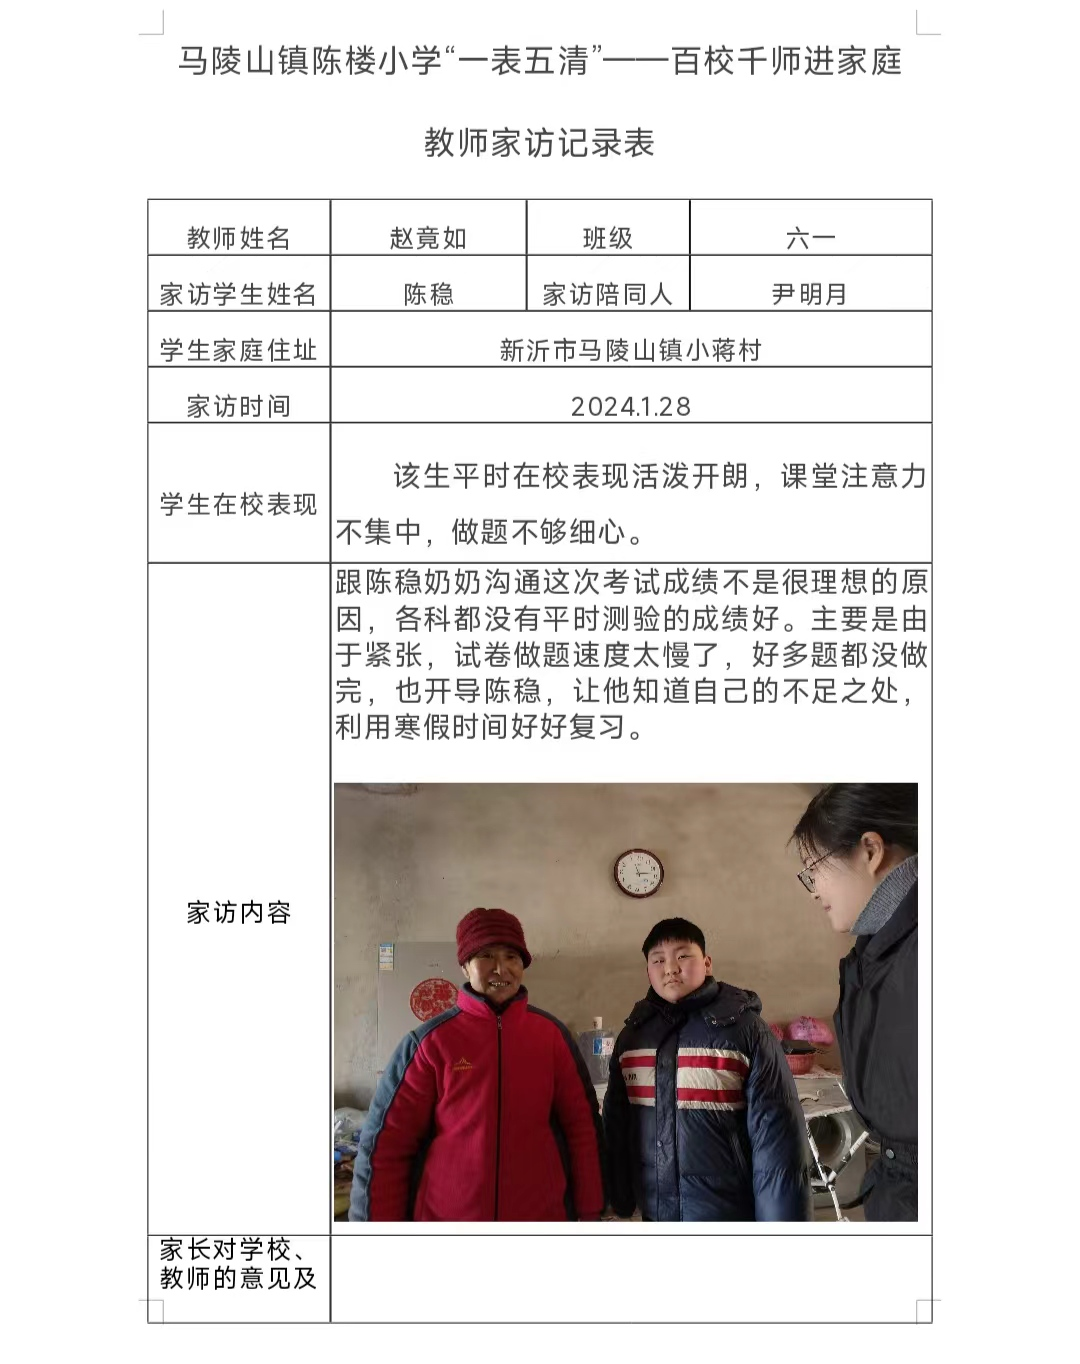 马陵山镇陈楼小学“一表五清”——百校千师进家庭
教师家访记录表
教师姓名 赵竟如 班级 六一
家访学生姓名 陈稳 家访陪同人 尹明月
学生家庭住址 新沂市马陵山镇小蒋村
家访时间 2024.1.28
学生在校表现
该生平时在校表现活泼开朗，课堂注意力
不集中，做题不够细心。
家访内容
跟陈稳奶奶沟通这次考试成绩不是很理想的原
因，各科都没有平时测验的成绩好。主要是由
于紧张，试卷做题速度太慢了，好多题都没做
完，也开导陈稳，让他知道自己的不足之处，
利用寒假时间好好复习。
家长对学校、
教师的意见及